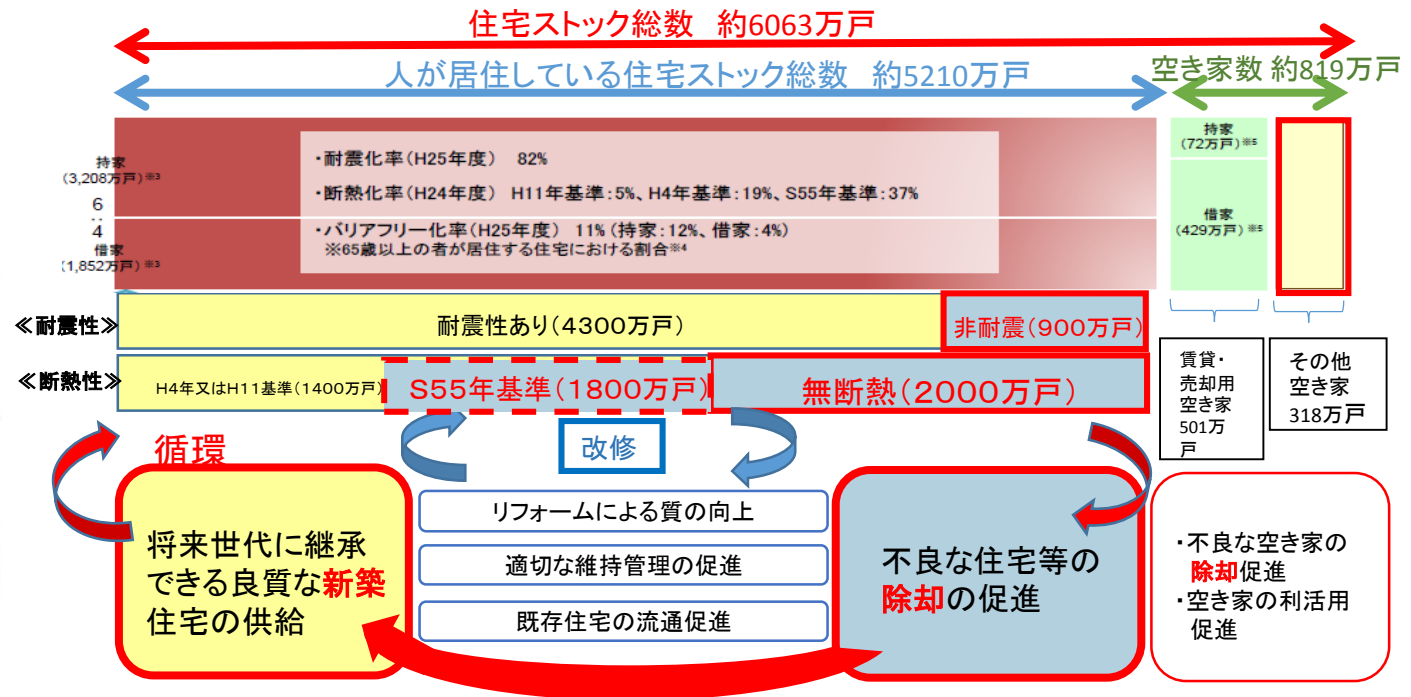 住宅ストック総数 約6063万戸
人が居住している住宅ストック総数 約5210万戸
空き家数 約819万戸
持家
(3,208万戸)※3
6
:
4
借家
(1,852万戸)※3
・耐震化率(H25年度) 82%
・断熱化率(H24年度) H11年基準:5%、H4年基準:19%、S55年基準:37%
・バリアフリー化率(H25年度) 11%(持家:12%、借家:4%)
※65歳以上の者が居住する住宅における割合※4
持家
(72万戸)※5
借家
(429万戸)※5
≪耐震性≫
耐震性あり(4300万戸)
非耐震(900万戸)
≪断熱性≫
H4年又はH11基準(1400万戸)
S55年基準(1800万戸)
無断熱(2000万戸)
賃貸・
売却用
空き家
501万
戸
その他
空き家
318万戸
循環
改修
将来世代に継承
できる良質な新築
住宅の供給
リフォームによる質の向上
適切な維持管理の促進
既存住宅の流通促進
不良な住宅等の
除却の促進
・不良な空き家の
除却促進
・空き家の利活用
促進